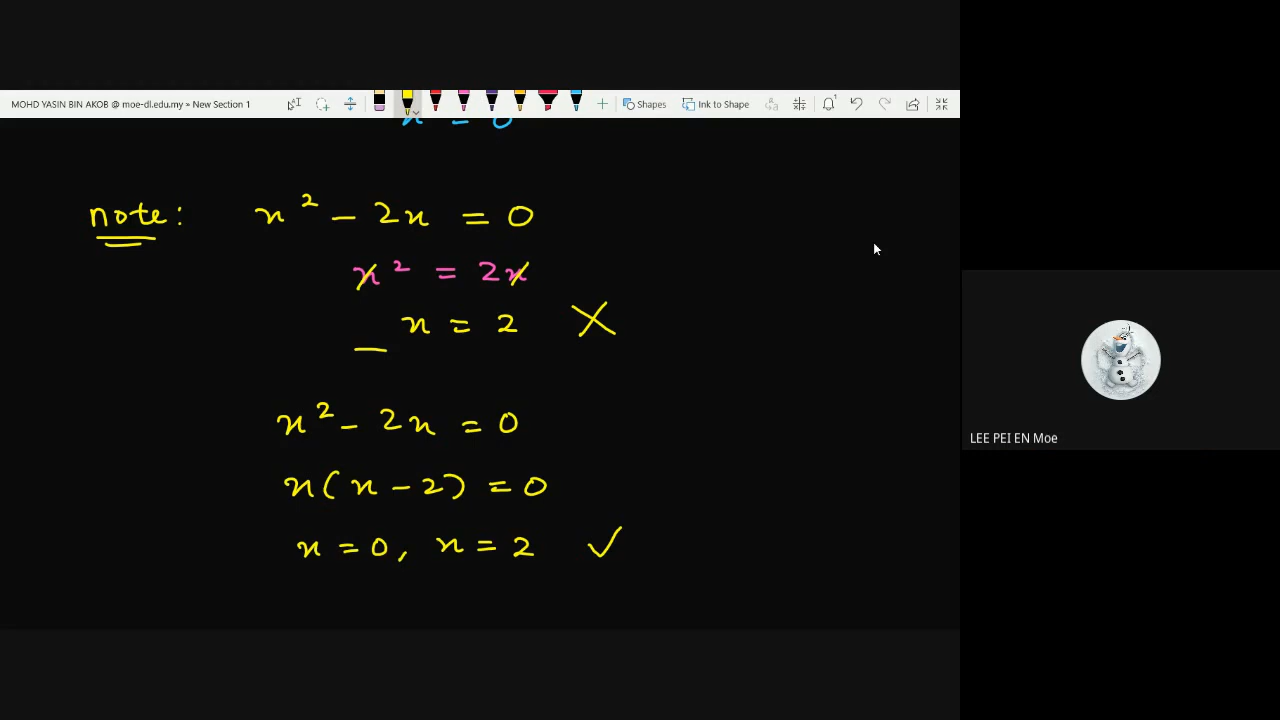 MOHD YASIN BIN AKOB @ moe-dl.edu.my » New Section 1
Shapes
Ink to Shape
x = 0
note: x² - 2x = 0
x² = 2x
x = 2 ✗
x² - 2x = 0
x(x - 2) = 0
x = 0, x = 2 ✓
LEE PEI EN Moe